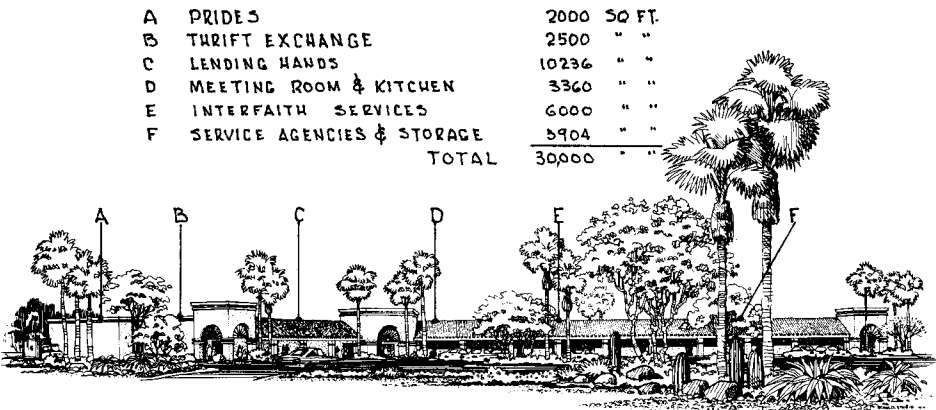 A PRIDES 2000 SQ FT.
B THRIFT EXCHANGE 2500 " "
C LENDING HANDS 10236 " "
D MEETING ROOM & KITCHEN 3360 " "
E INTERFAITH SERVICES 6000 " "
F SERVICE AGENCIES & STORAGE 5904 " "
TOTAL 30,000 " "
A B C D E F